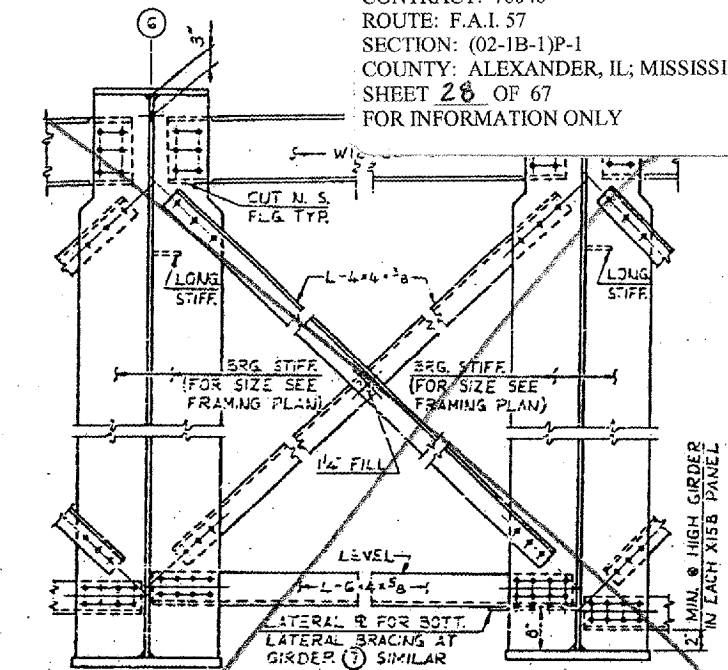 CONTRACT:
ROUTE: F.A.I. 57
SECTION: (02-1B-1)P-1
COUNTY: ALEXANDER, IL; MISSISSI
SHEET 28 OF 67
FOR INFORMATION ONLY
6
3"
CUT N. S.
FLG TYP.
LONG
STIFF.
L-4x4x3/8
LONG
STIFF.
BRG. STIFF.
(FOR SIZE SEE
FRAMING PLAN)
BRG. STIFF.
(FOR SIZE SEE
FRAMING PLAN)
1/4" FILL
LEVEL
L-6x4x5/8
LATERAL ℄ FOR BOTT.
LATERAL BRACING AT
GIRDER 7 SIMILAR
8"
2" MIN. @ HIGH GIRDER
IN EACH X15B PANEL